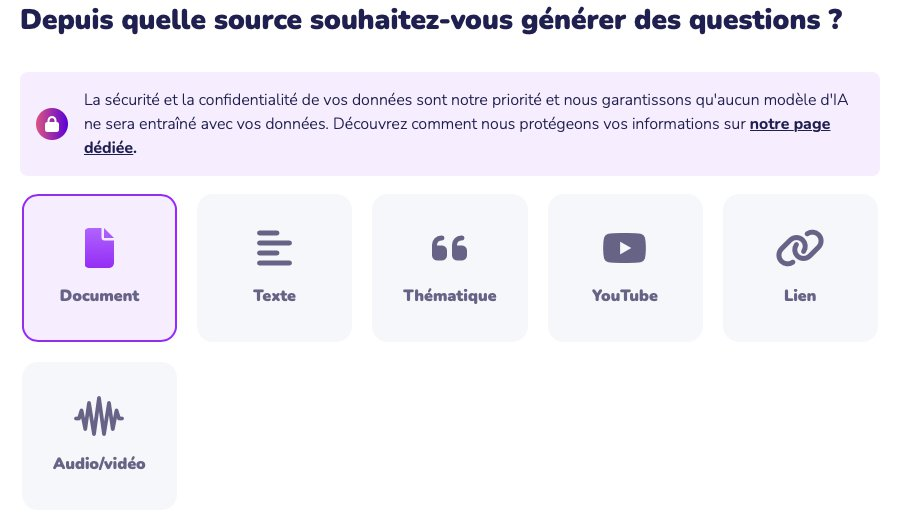 Depuis quelle source souhaitez-vous générer des questions ?
La sécurité et la confidentialité de vos données sont notre priorité et nous garantissons qu'aucun modèle d'IA
ne sera entraîné avec vos données. Découvrez comment nous protégeons vos informations sur notre page
dédiée.
Document
Texte
Thématique
YouTube
Lien
Audio/vidéo